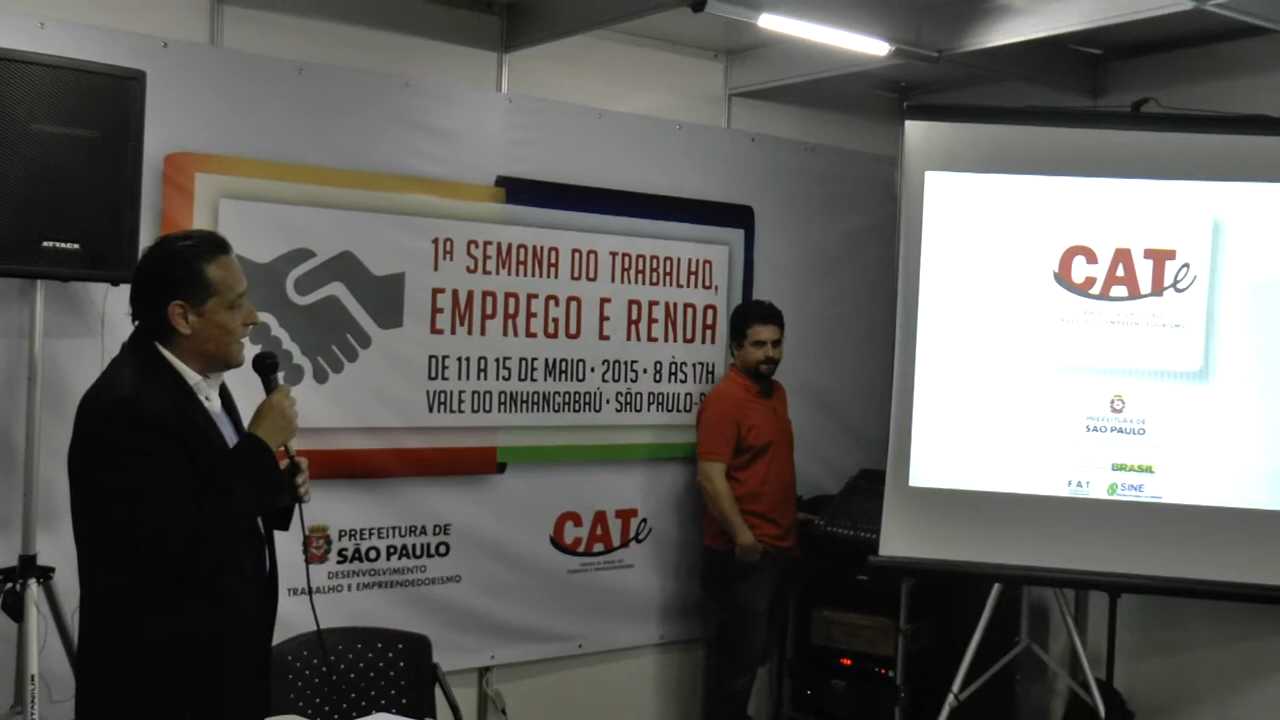 ATTACK
1ª SEMANA DO TRABALHO,
EMPREGO E RENDA
DE 11 A 15 DE MAIO • 2015 • 8 ÀS 17H
VALE DO ANHANGABAÚ • SÃO PAULO-
PREFEITURA DE
SÃO PAULO
DESENVOLVIMENTO
TRABALHO E EMPREENDEDORISMO
CATe
CATe
PREFEITURA DE
SÃO PAULO
BRASIL
FAT
SINE
TITANIUM